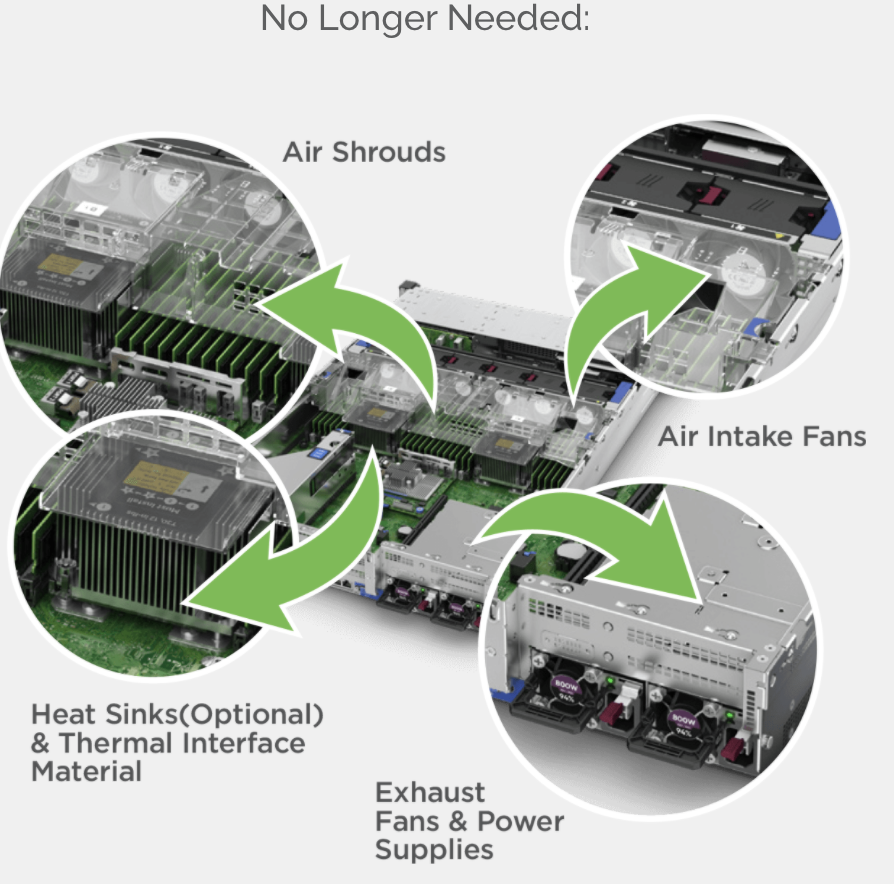 No Longer Needed:
Air Shrouds
Air Intake Fans
Heat Sinks(Optional)
& Thermal Interface
Material
Exhaust
Fans & Power
Supplies
800W
94%
800W
94%